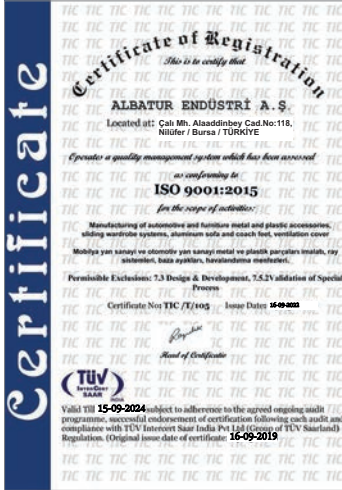 Certificate
Certificate of Registration
This is to certify that
ALBATUR ENDÜSTRİ A.Ş.
Located at: Çalı Mh. Alaaddinbey Cad.No:118,
Nilüfer / Bursa / TÜRKİYE
Operates a quality management system which has been assessed
as conforming to
ISO 9001:2015
for the scope of activities:
Manufacturing of automotive and furniture metal and plastic accessories,
sliding wardrobe systems, aluminum sofa and coach feet, ventilation cover
Mobilya yan sanayi ve otomotiv yan sanayi metal ve plastik parçaları imalatı, ray
sistemleri, baza ayakları, havalandırma menfezleri.
Permissible Exclusions: 7.3 Design & Development, 7.5.2Validation of Special
Process
Certificate No: TIC /T/105 Issue Date: 16-09-2022
Head of Certificatio
TÜV
INTERCERT
SAAR
INDIA
Valid Till 15-09-2024 subject to adherence to the agreed ongoing audit
programme, successful endorsement of certification following each audit and
compliance with TÜV Intercert Saar India Pvt Ltd (Group of TÜV Saarland)
Regulation. (Original issue date of certificate: 16-09-2019